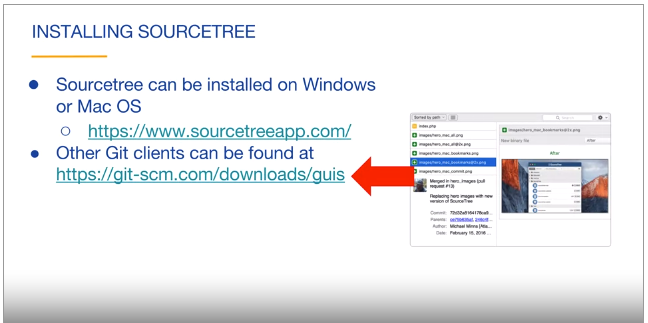 INSTALLING SOURCETREE
● Sourcetree can be installed on Windows
or Mac OS
○ https://www.sourcetreeapp.com/
● Other Git clients can be found at
https://git-scm.com/downloads/guis
Sorted by path
Search
index.php
images/hero_mac_all.png
images/hero_mac_all@2x.png
images/hero_mac_bookmarks.png
images/hero_mac_bookmarks@2x.png
images/hero_mac_commit.png
images/hero_mac_bookmarks@2x.png
New binary file
After
After
Merged in hero_images (pull
request #13)
Replacing hero images with new
version of SourceTree
Commit:
Parents:
Author: Michael Minns
Date: February 15, 2016